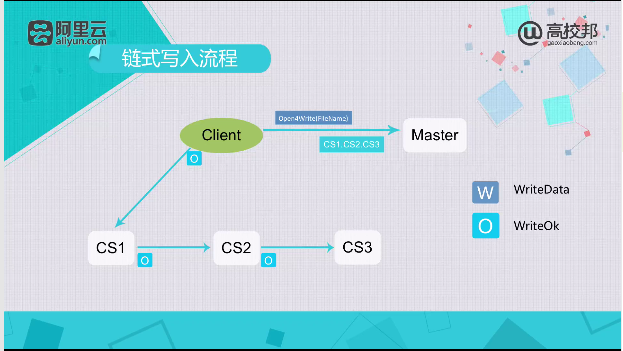 阿里云
aliyun.com
高校邦
gaoxiaobang.com
链式写入流程
Open4Write(FileName)
Client
Master
CS1.CS2.CS3
O
W WriteData
O WriteOk
CS1
CS2
CS3
O
O